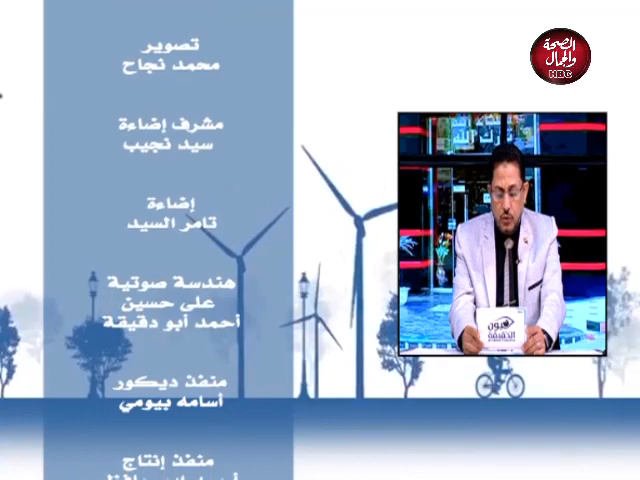 تصوير
محمد نجاح
مشرف إضاءة
سيد نجيب
إضاءة
تامر السيد
هندسة صوتية
على حسين
أحمد أبو دقيقة
منفذ ديكور
أسامه بيومي
منفذ إنتاج
الصحة
والجمال
HBC
عيون
الحقيقة